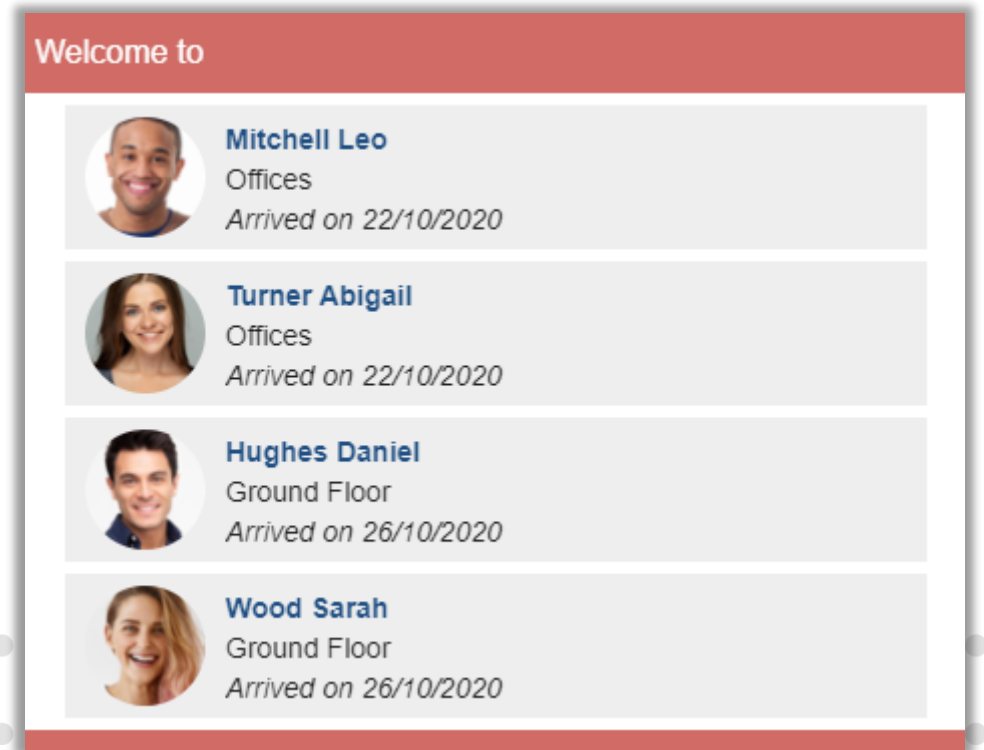 Welcome to
Mitchell Leo
Offices
Arrived on 22/10/2020
Turner Abigail
Offices
Arrived on 22/10/2020
Hughes Daniel
Ground Floor
Arrived on 26/10/2020
Wood Sarah
Ground Floor
Arrived on 26/10/2020